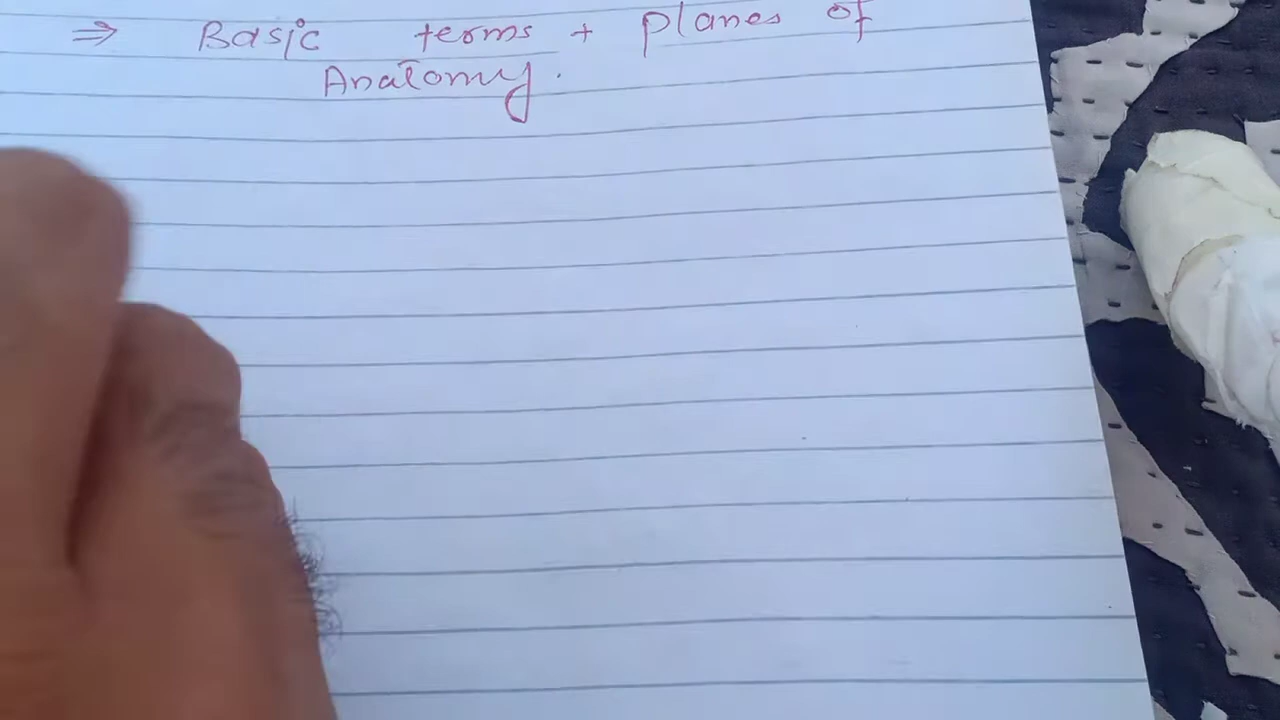 ⇒ Basic terms + planes of
Anatomy.